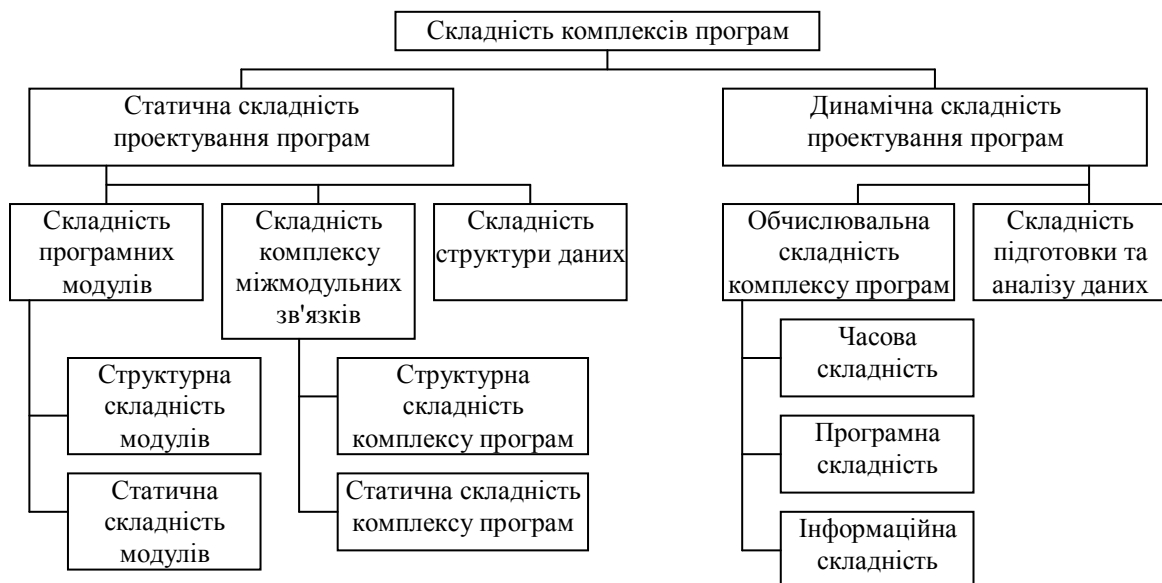 Складність комплексів програм
Статична складність
проектування програм
Динамічна складність
проектування програм
Складність
програмних
модулів
Складність
комплексу
міжмодульних
зв'язків
Складність
структури даних
Обчислювальна
складність
комплексу програм
Складність
підготовки та
аналізу даних
Структурна
складність
модулів
Статична
складність
модулів
Структурна
складність
комплексу програм
Статична складність
комплексу програм
Часова
складність
Програмна
складність
Інформаційна
складність